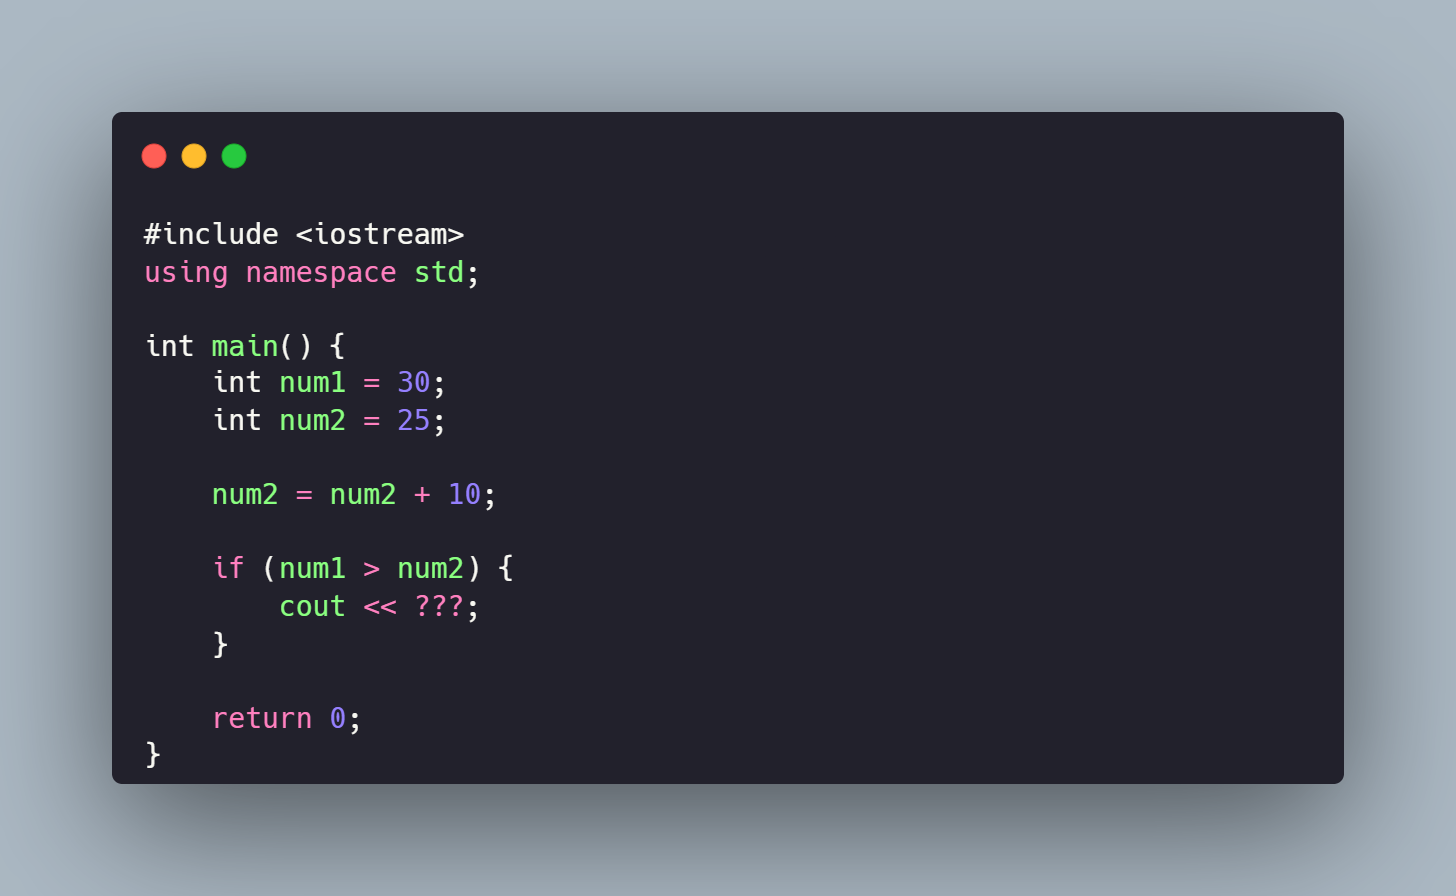 #include <iostream>
using namespace std;

int main() {
    int num1 = 30;
    int num2 = 25;

    num2 = num2 + 10;

    if (num1 > num2) {
        cout << ???;
    }

    return 0;
}